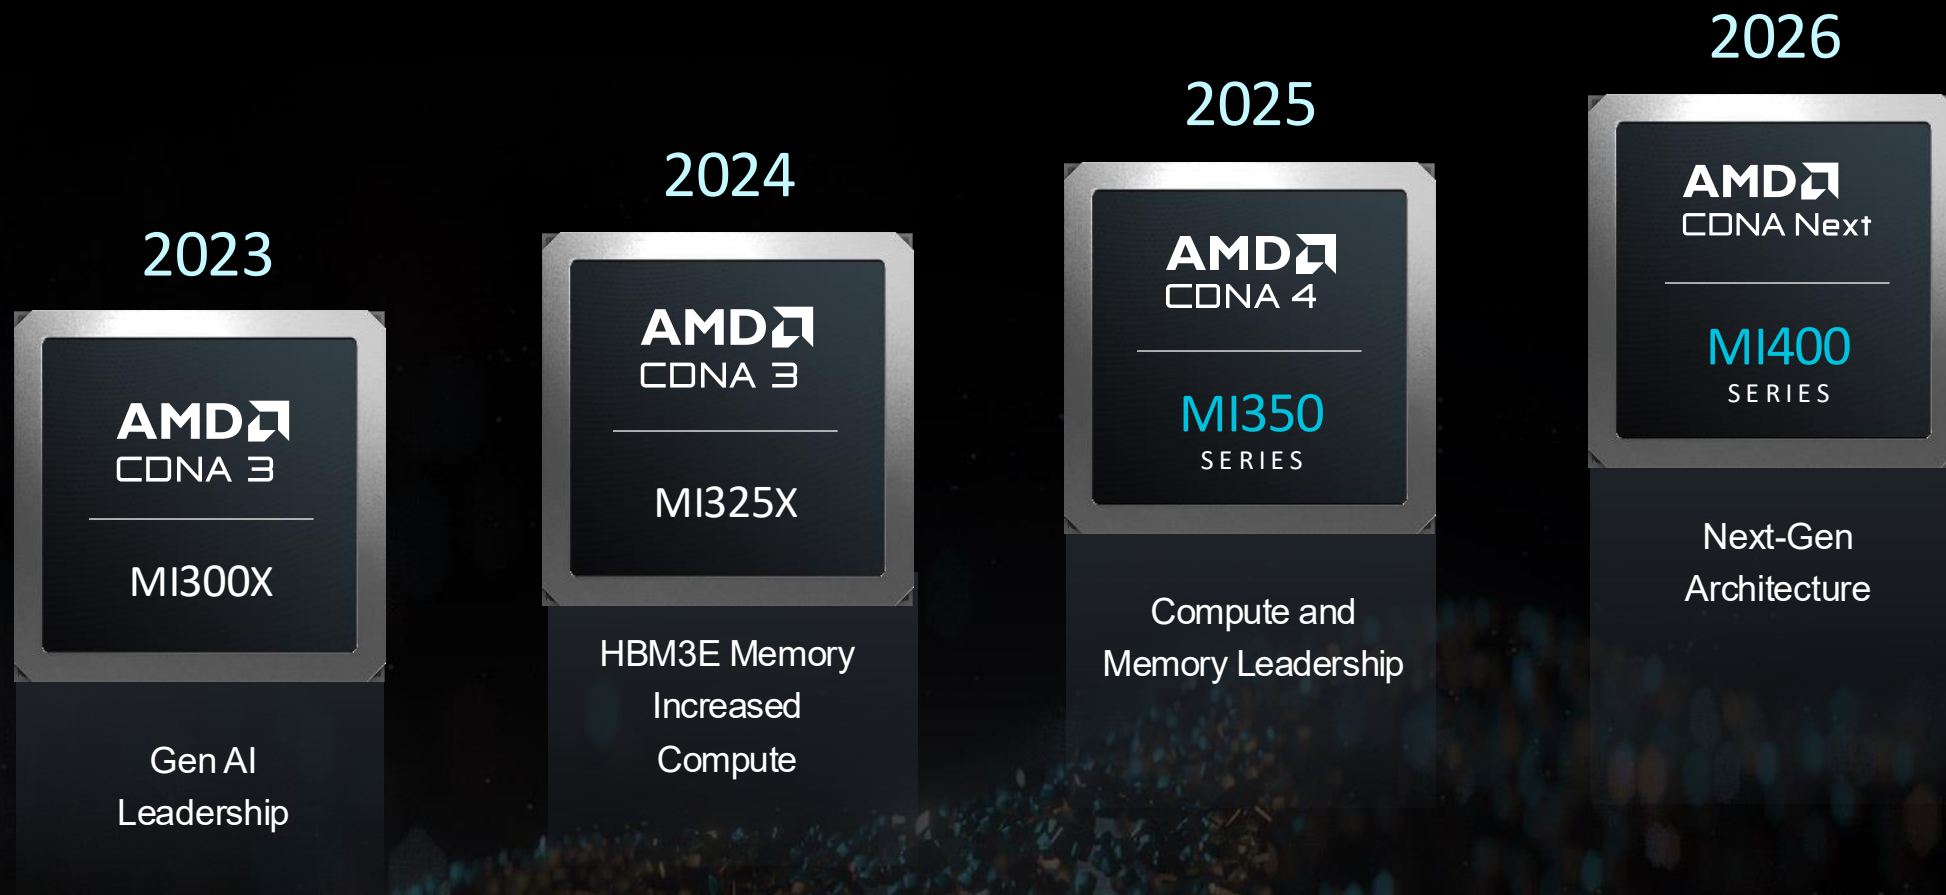 2023
AMD
CDNA 3
MI300X
Gen AI
Leadership
2024
AMD
CDNA 3
MI325X
HBM3E Memory
Increased
Compute
2025
AMD
CDNA 4
MI350
SERIES
Compute and
Memory Leadership
2026
AMD
CDNA Next
MI400
SERIES
Next-Gen
Architecture